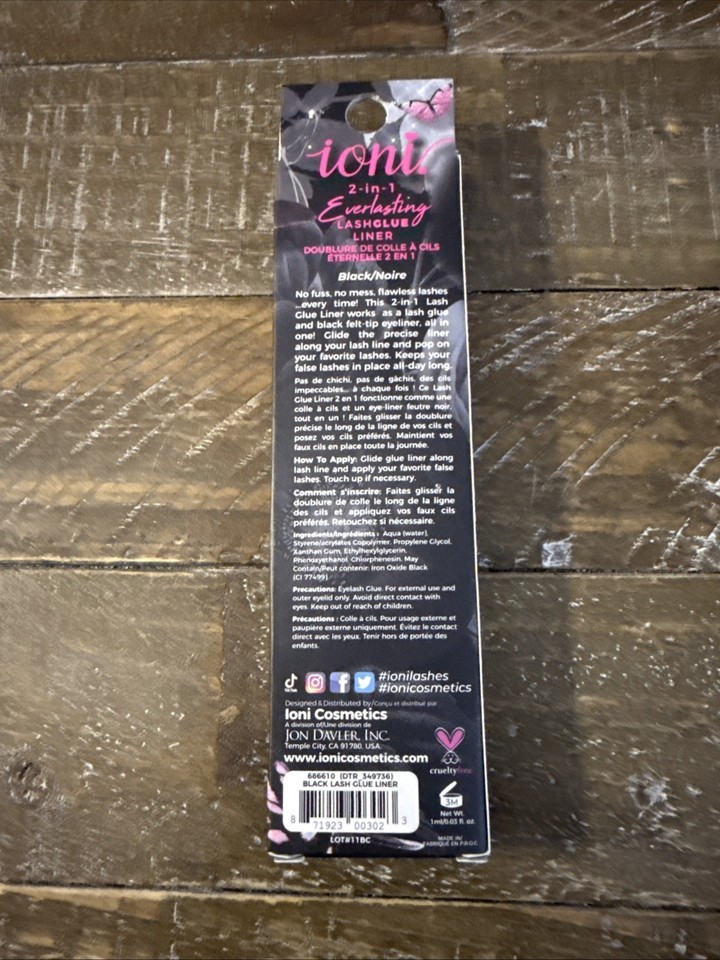 ioni.
2-in-1
Everlasting
LASHGLUE
LINER
DOUBLURE DE COLLE À CILS
ÉTERNELLE 2 EN 1
Black/Noire
No fuss, no mess, flawless lashes
...every time! This 2-in-1 Lash
Glue Liner works as a lash glue
and black felt-tip eyeliner, all in
one! Glide the precise liner
along your lash line and pop on
your favorite lashes. Keeps your
false lashes in place all-day long.
Pas de chichi, pas de gâchis, des cils
impeccables... à chaque fois ! Ce Lash
Glue Liner 2 en 1 fonctionne comme une
colle à cils et un eye-liner feutre noir,
tout en un ! Faites glisser la doublure
précise le long de la ligne de vos cils et
posez vos cils préférés. Maintient vos
faux cils en place toute la journée.
How To Apply: Glide glue liner along
lash line and apply your favorite false
lashes. Touch up if necessary.
Comment s'inscrire: Faites glisser la
doublure de colle le long de la ligne
des cils et appliquez vos faux cils
préférés. Retouchez si nécessaire.
Ingredients/Ingrédients : Aqua (water),
Styrene/acrylates Copolymer, Propylene Glycol,
Xanthan Gum, Ethylhexylglycerin,
Phenoxyethanol, Chlorphenesin, May
Contain/Peut contenir: Iron Oxide Black
(CI 77499)
Precautions: Eyelash Glue. For external use and
outer eyelid only. Avoid direct contact with
eyes. Keep out of reach of children.
Précautions : Colle à cils. Pour usage externe et
paupière externe uniquement. Évitez le contact
direct avec les yeux. Tenir hors de portée des
enfants.
TikTok
#ionilashes
#ionicosmetics
Designed & Distributed by/Conçu et distribué par
Ioni Cosmetics
A division of/Une division de
JON DAVLER, INC.
Temple City, CA 91780, USA.
www.ionicosmetics.com
crueltyfree
686610 (DTR_349736)
BLACK LASH GLUE LINER
8 71923 00302 3
3M
Net Wt.
1ml/0.03 fl. oz.
LOT#11BC
MADE IN/
FABRIQUÉ EN P.R.O.C.